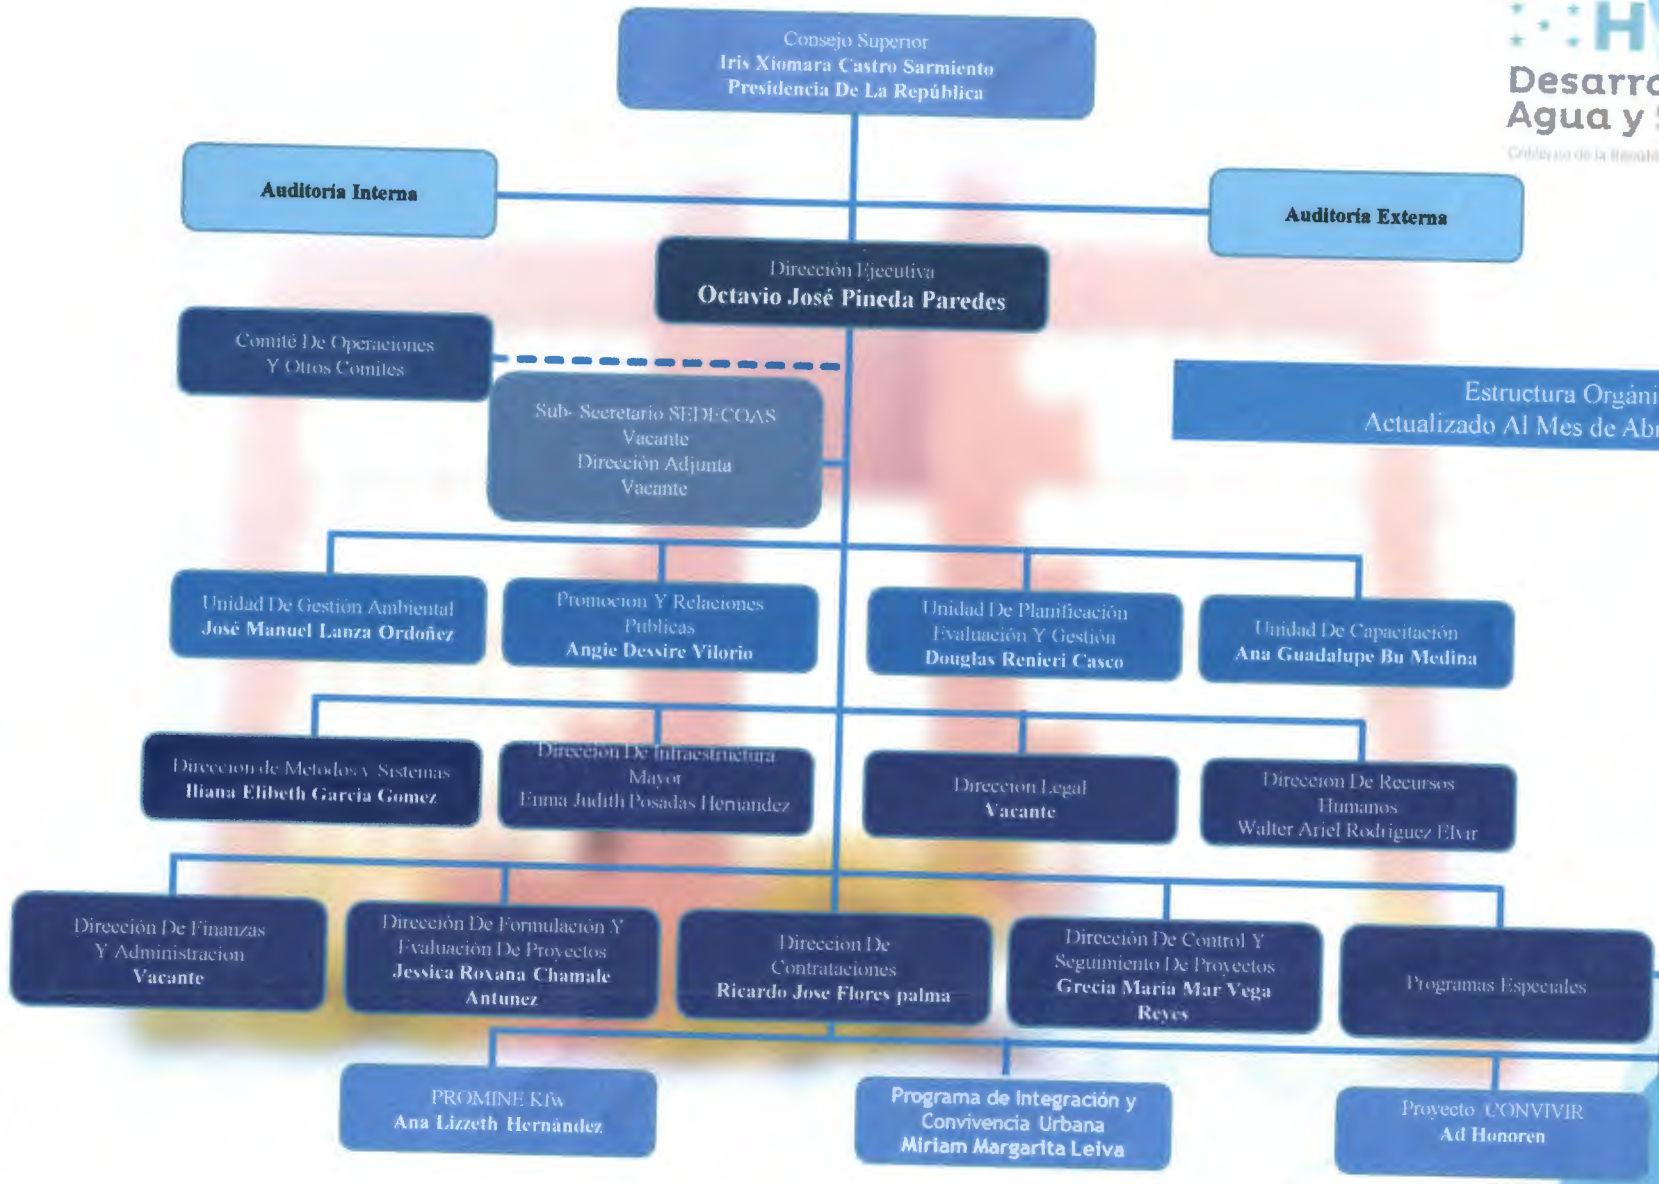 Consejo Superior
Iris Xiomara Castro Sarmiento
Presidencia De La República
Desarro
Agua y
Gobierno de la Repúbl
Auditoría Interna
Auditoría Externa
Dirección Ejecutiva
Octavio José Pineda Paredes
Comité De Operaciones
Y Otros Comites
Sub- Secretario SEDECOAS
Vacante
Dirección Adjunta
Vacante
Estructura Orgáni
Actualizado Al Mes de Abr
Unidad De Gestión Ambiental
José Manuel Lanza Ordoñez
Promocion Y Relaciones
Publicas
Angie Dessire Vilorio
Unidad De Planificación
Evaluación Y Gestión
Douglas Renieri Casco
Unidad De Capacitación
Ana Guadalupe Bu Medina
Direccion de Metodos y Sistemas
Iliana Elibeth Garcia Gomez
Dirección De Infraestructura
Mayor
Enma Judith Posadas Hernandez
Direccion Legal
Vacante
Direccion De Recursos
Humanos
Walter Ariel Rodriguez Elvir
Dirección De Finanzas
Y Administracion
Vacante
Dirección De Formulación Y
Evaluación De Proyectos
Jessica Roxana Chamale
Antunez
Direccion De
Contrataciones
Ricardo Jose Flores palma
Dirección De Control Y
Seguimiento De Proyectos
Grecia Maria Mar Vega
Reyes
Programas Especiales
PROMINE Kfw
Ana Lizzeth Hernández
Programa de Integración y
Convivencia Urbana
Miriam Margarita Leiva
Proyecto CONVIVIR
Ad Honoren